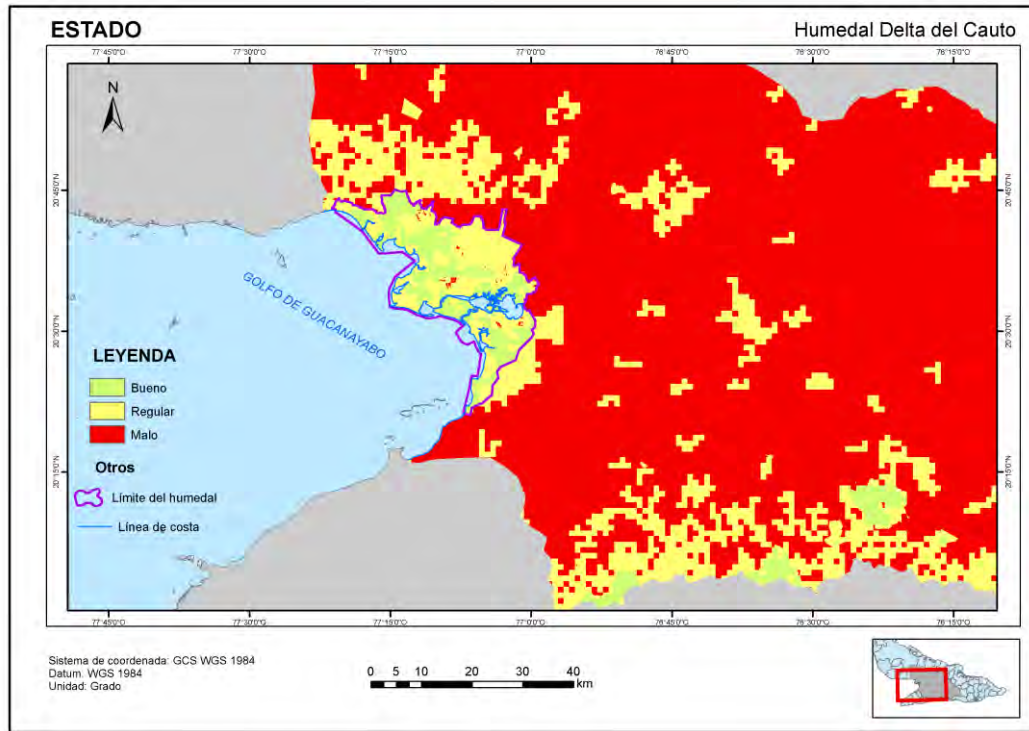 ESTADO
Humedal Delta del Cauto
77°45'0"O 77°30'0"O 77°15'0"O 77°0'0"O 76°45'0"O 76°30'0"O 76°15'0"O
N
20°45'0"N 20°45'0"N
GOLFO DE GUACANAYABO
20°30'0"N 20°30'0"N
LEYENDA
Bueno
Regular
Malo
Otros
20°15'0"N 20°15'0"N
Límite del humedal
Línea de costa
77°45'0"O 77°30'0"O 77°15'0"O 77°0'0"O 76°45'0"O 76°30'0"O 76°15'0"O
Sistema de coordenada: GCS WGS 1984
Datum. WGS 1984
Unidad: Grado
0 5 10 20 30 40
km